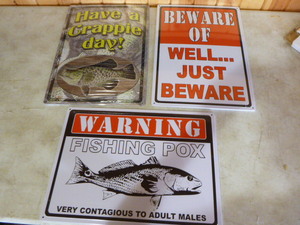 Have a
Crappie
day!
BEWARE
OF
WELL...
JUST
BEWARE
WARNING
FISHING POX
VERY CONTAGIOUS TO ADULT MALES